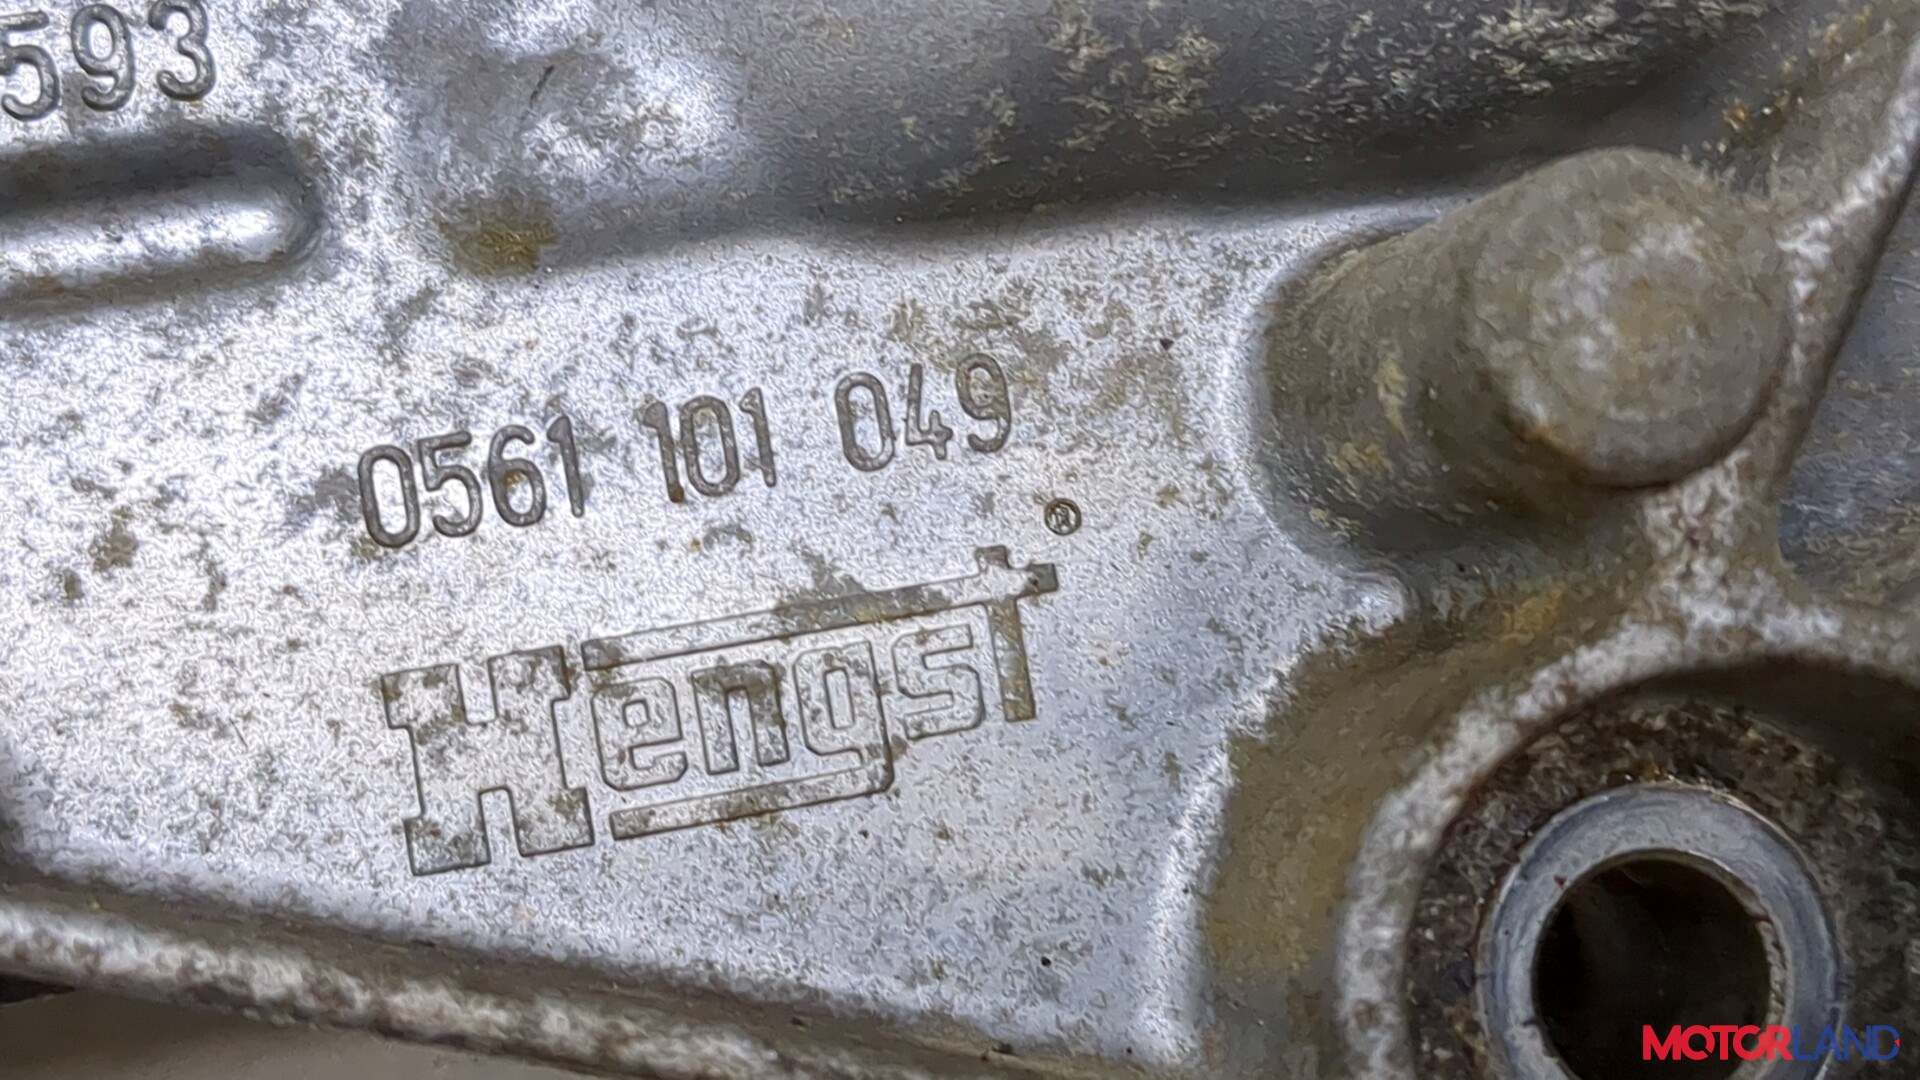 593
0561 101 049
Hengst®
MOTORLAND